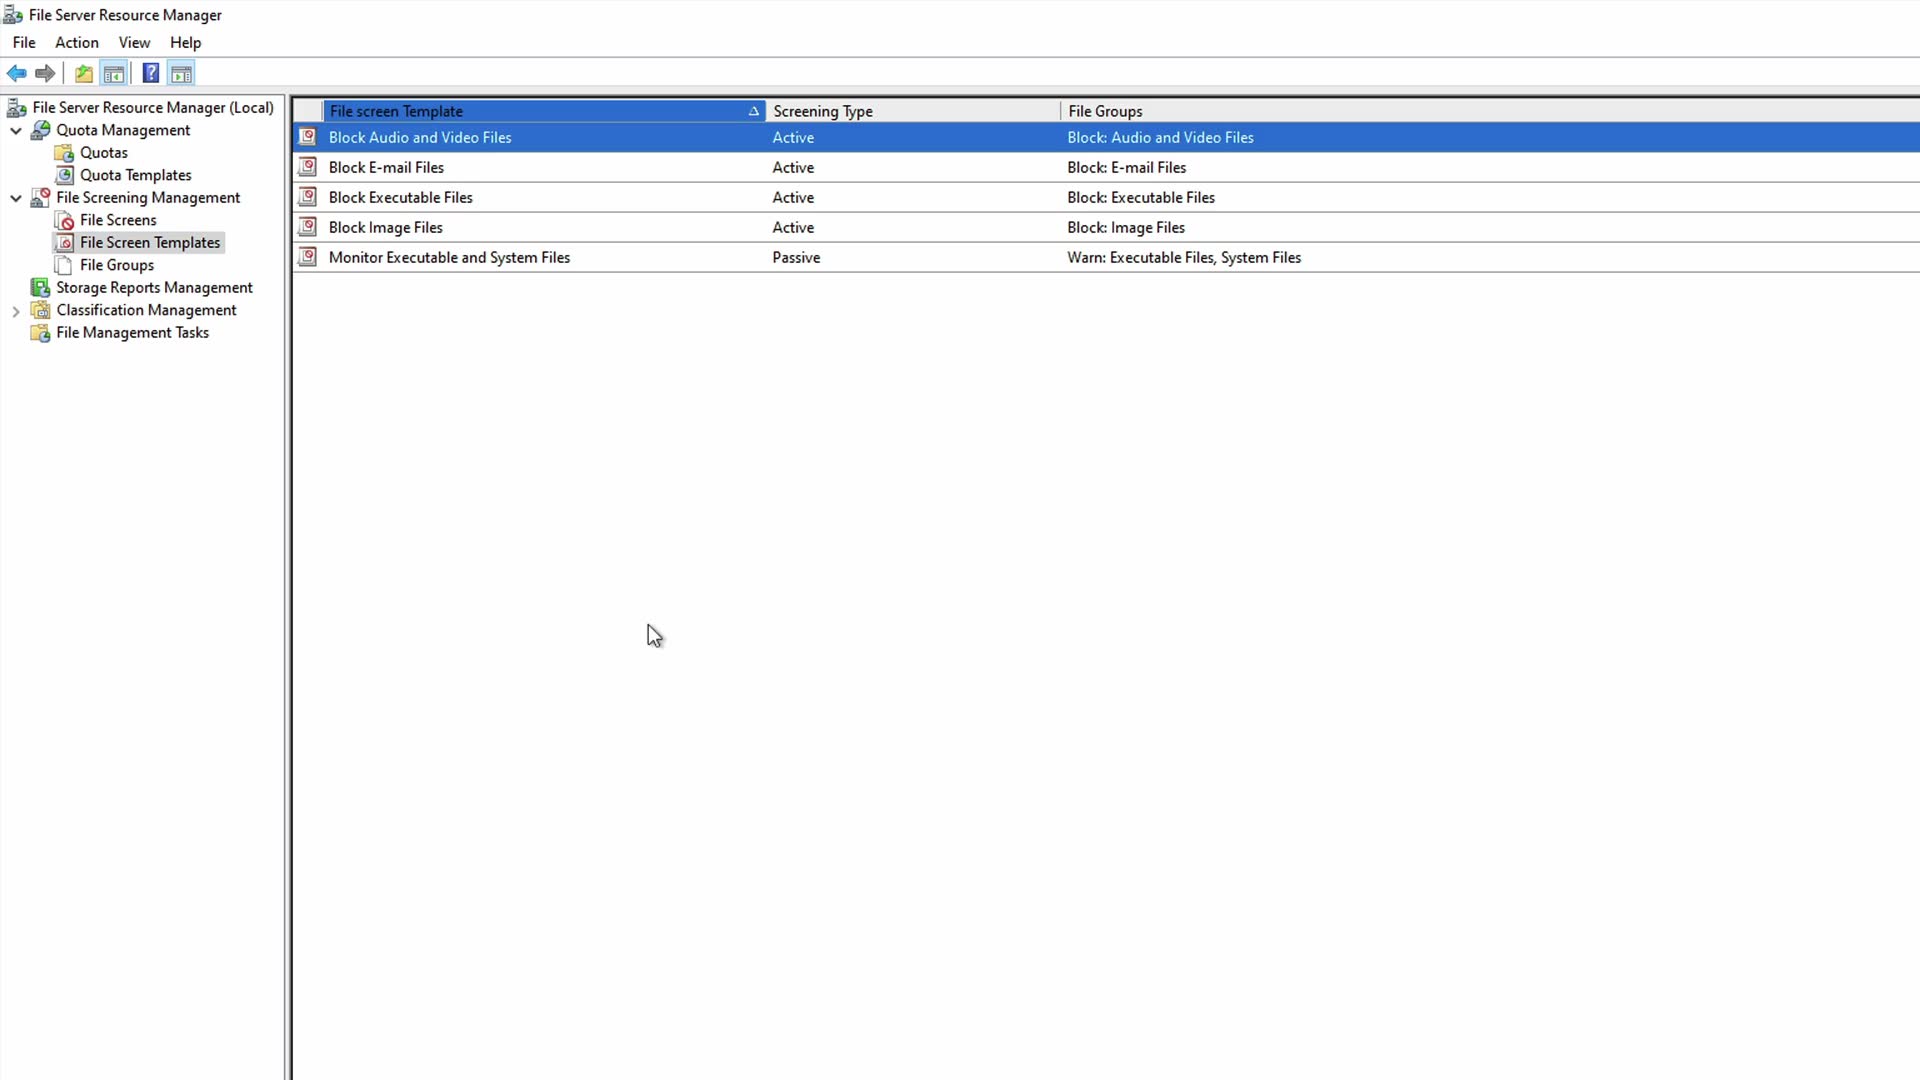 File Server Resource Manager
File Action View Help
?
File Server Resource Manager (Local)
Quota Management
Quotas
Quota Templates
File Screening Management
File Screens
File Screen Templates
File Groups
Storage Reports Management
Classification Management
File Management Tasks
File screen Template Screening Type File Groups
Block Audio and Video Files Active Block: Audio and Video Files
Block E-mail Files Active Block: E-mail Files
Block Executable Files Active Block: Executable Files
Block Image Files Active Block: Image Files
Monitor Executable and System Files Passive Warn: Executable Files, System Files